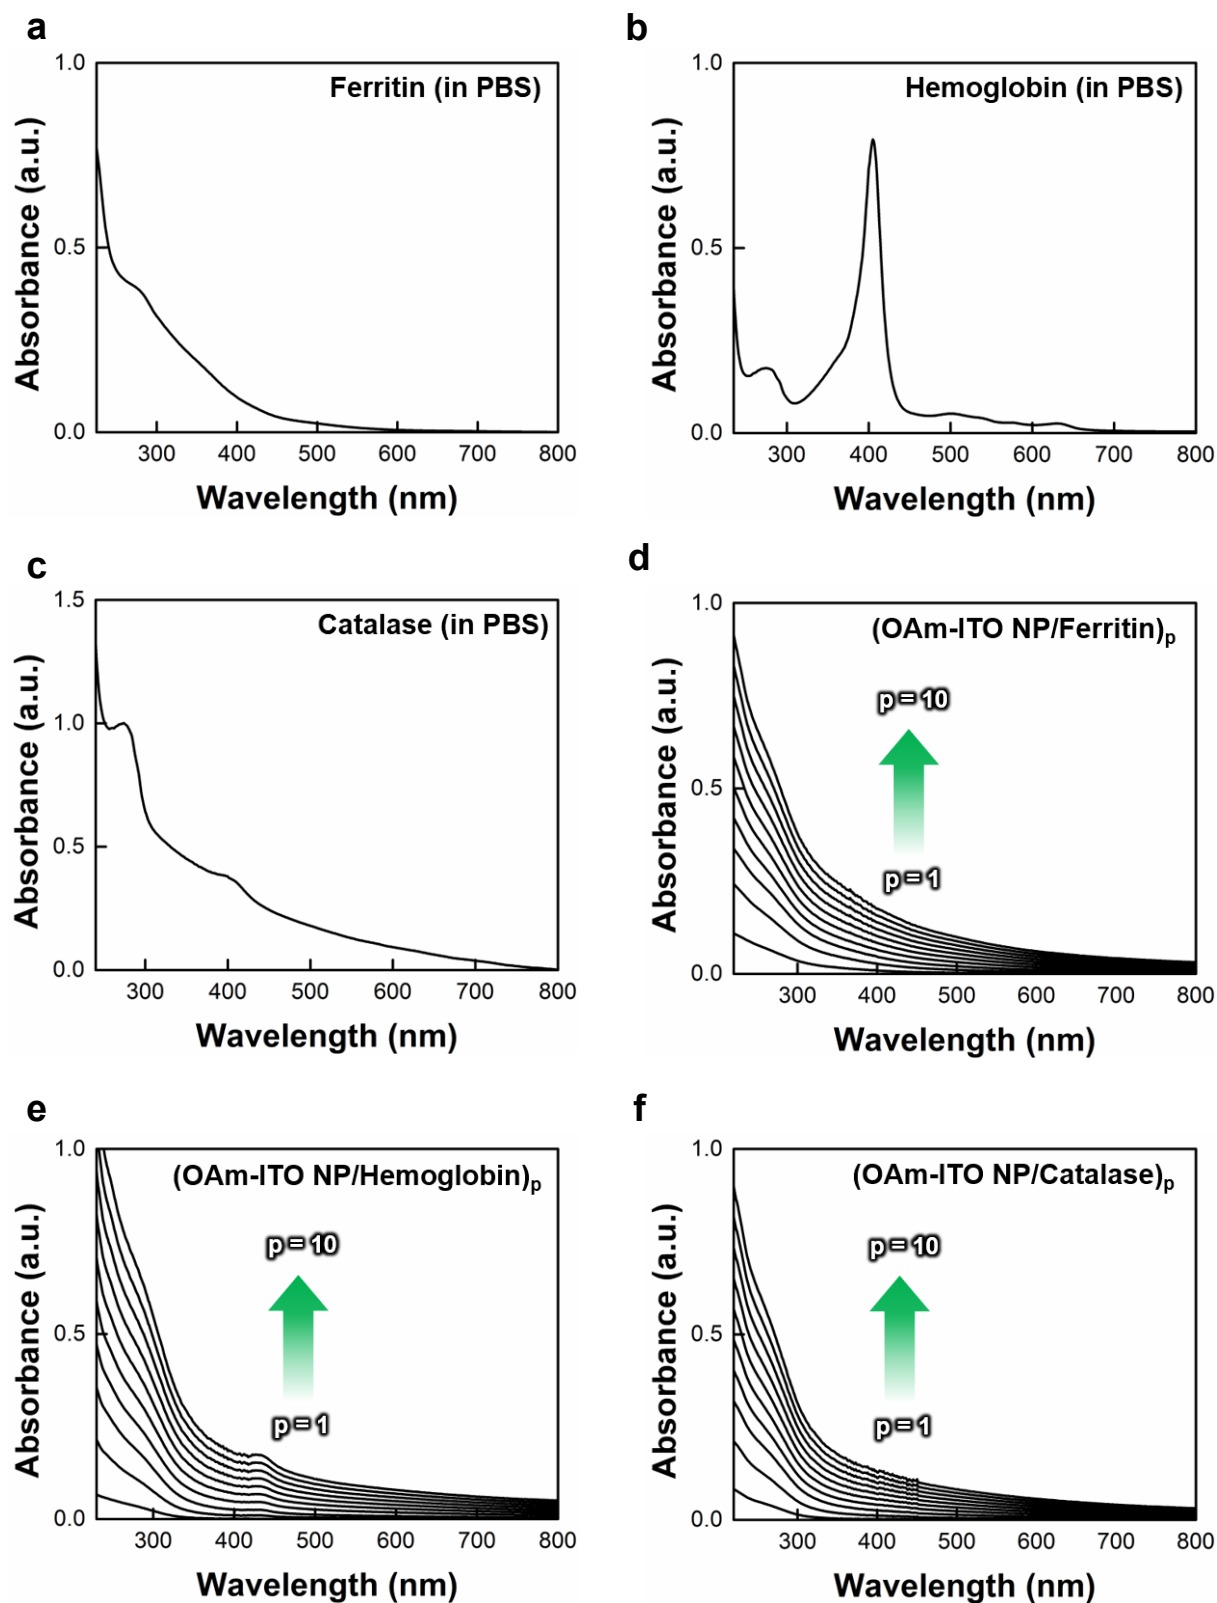 a
b
1.0
Ferritin (in PBS)
0.5
0.0
300 400 500 600 700 800
Wavelength (nm)
Absorbance (a.u.)
1.0
Hemoglobin (in PBS)
0.5
0.0
300 400 500 600 700 800
Wavelength (nm)
Absorbance (a.u.)
c
d
1.5
Catalase (in PBS)
1.0
0.5
0.0
300 400 500 600 700 800
Wavelength (nm)
Absorbance (a.u.)
1.0
(OAm-ITO NP/Ferritin)p
p = 10
0.5
p = 1
0.0
300 400 500 600 700 800
Wavelength (nm)
Absorbance (a.u.)
e
f
1.0
(OAm-ITO NP/Hemoglobin)p
p = 10
0.5
p = 1
0.0
300 400 500 600 700 800
Wavelength (nm)
Absorbance (a.u.)
1.0
(OAm-ITO NP/Catalase)p
p = 10
0.5
p = 1
0.0
300 400 500 600 700 800
Wavelength (nm)
Absorbance (a.u.)